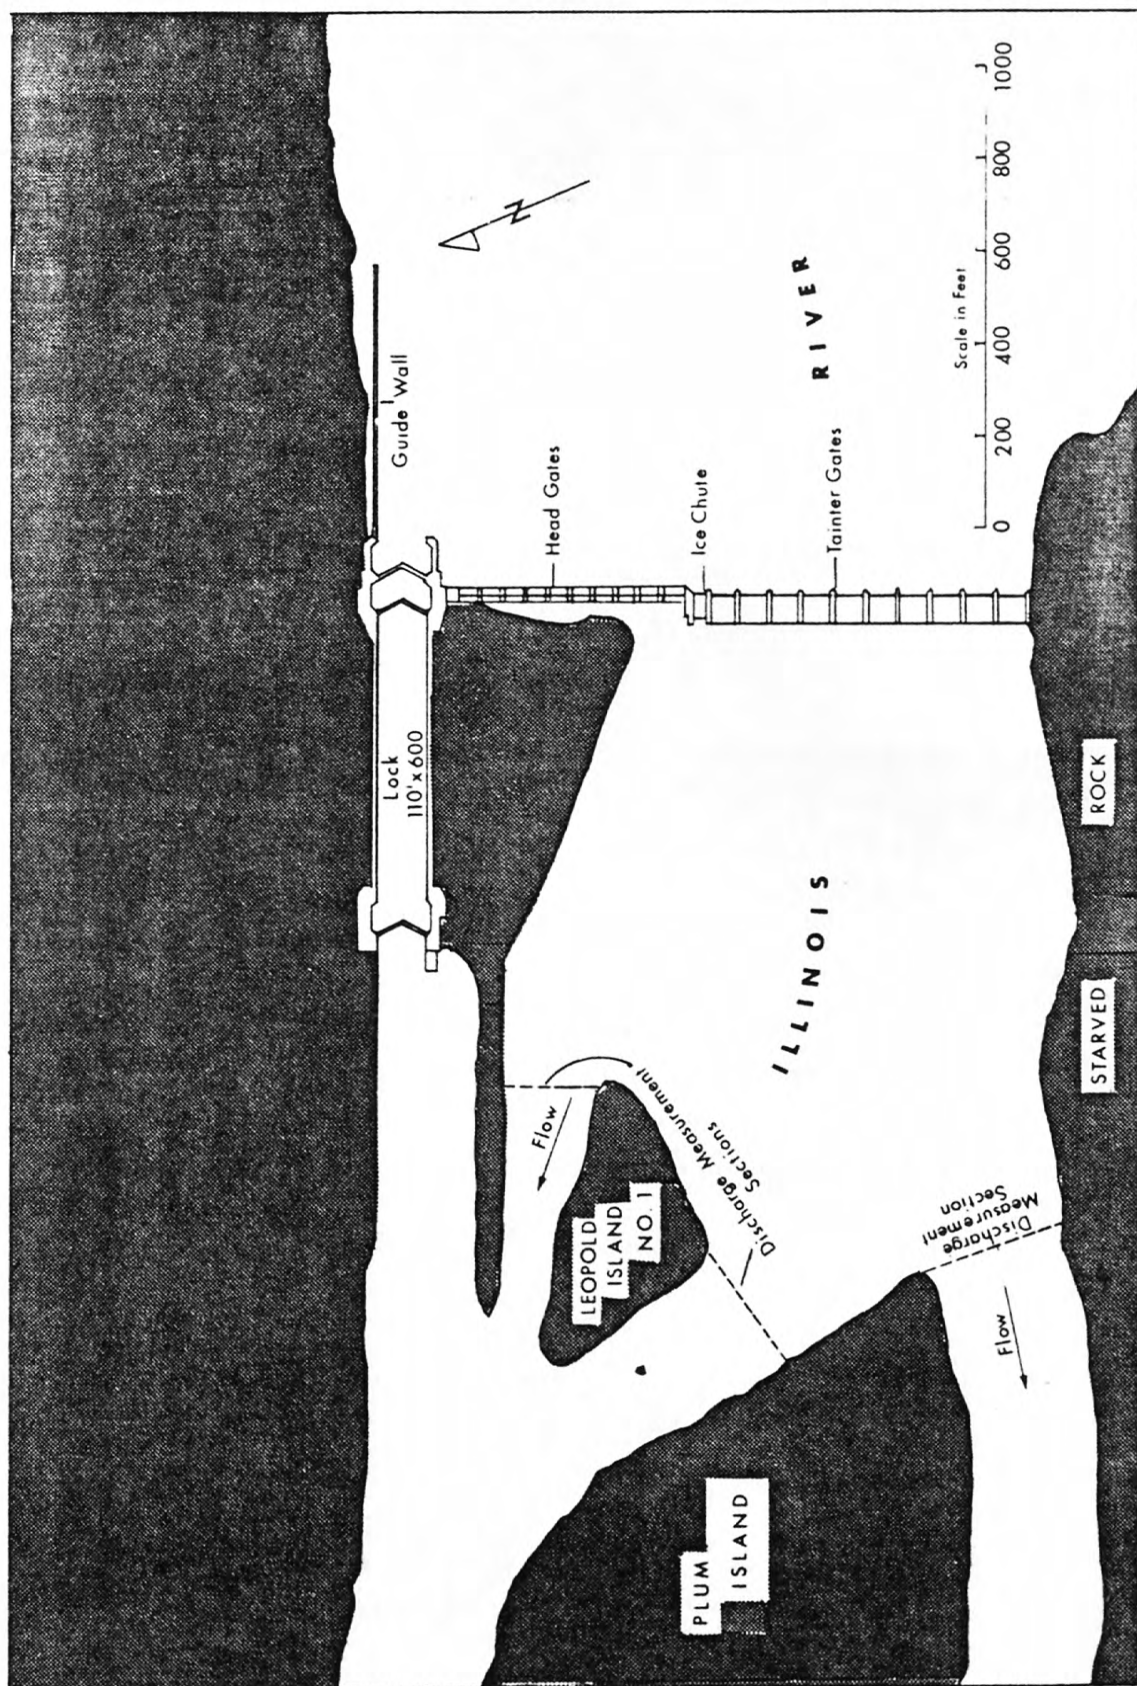 Guide Wall
N
Lock
110' x 600
Head Gates
Ice Chute
Tainter Gates
RIVER
Scale in Feet
0 200 400 600 800 1000
ILLINOIS
Flow
Discharge Measurement
Sections
LEOPOLD
ISLAND
NO. 1
Discharge
Measurement
Section
Flow
PLUM
ISLAND
STARVED
ROCK